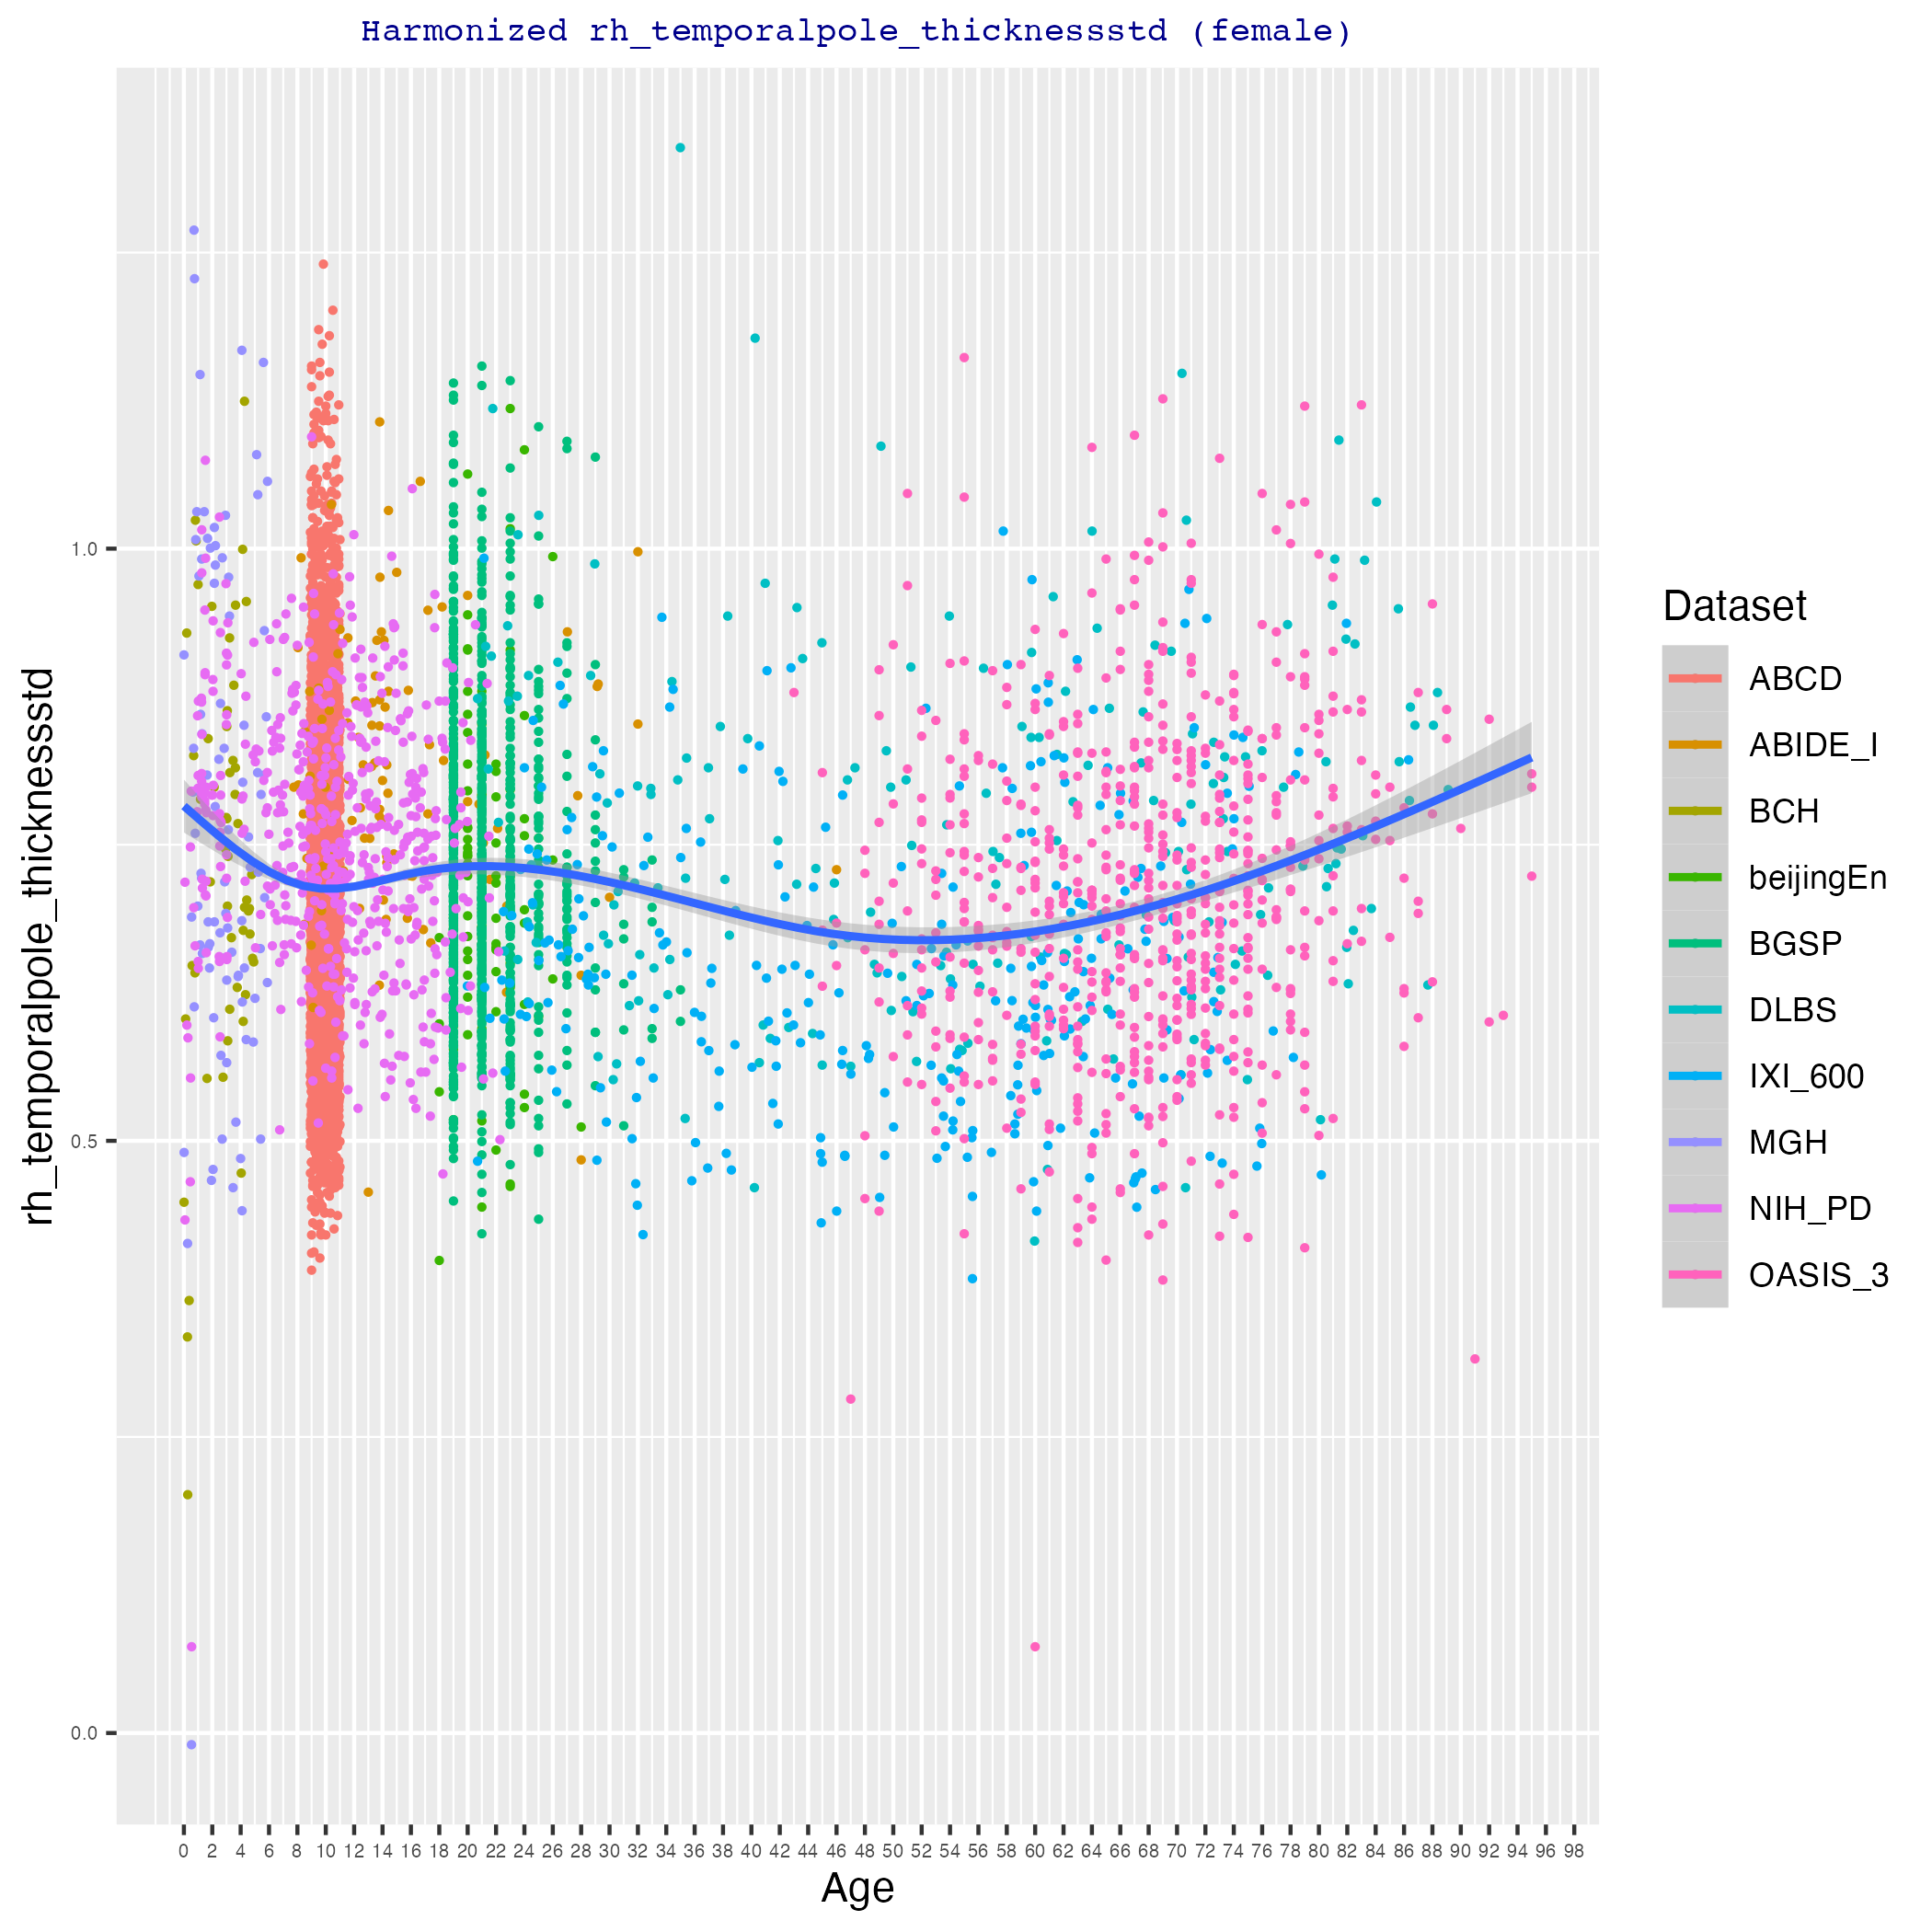 Harmonized rh_temporalpole_thicknessstd (female)
rh_temporalpole_thicknessstd
1.0
0.5
0.0
0 2 4 6 8 10 12 14 16 18 20 22 24 26 28 30 32 34 36 38 40 42 44 46 48 50 52 54 56 58 60 62 64 66 68 70 72 74 76 78 80 82 84 86 88 90 92 94 96 98
Age
Dataset
ABCD
ABIDE_I
BCH
beijingEn
BGSP
DLBS
IXI_600
MGH
NIH_PD
OASIS_3